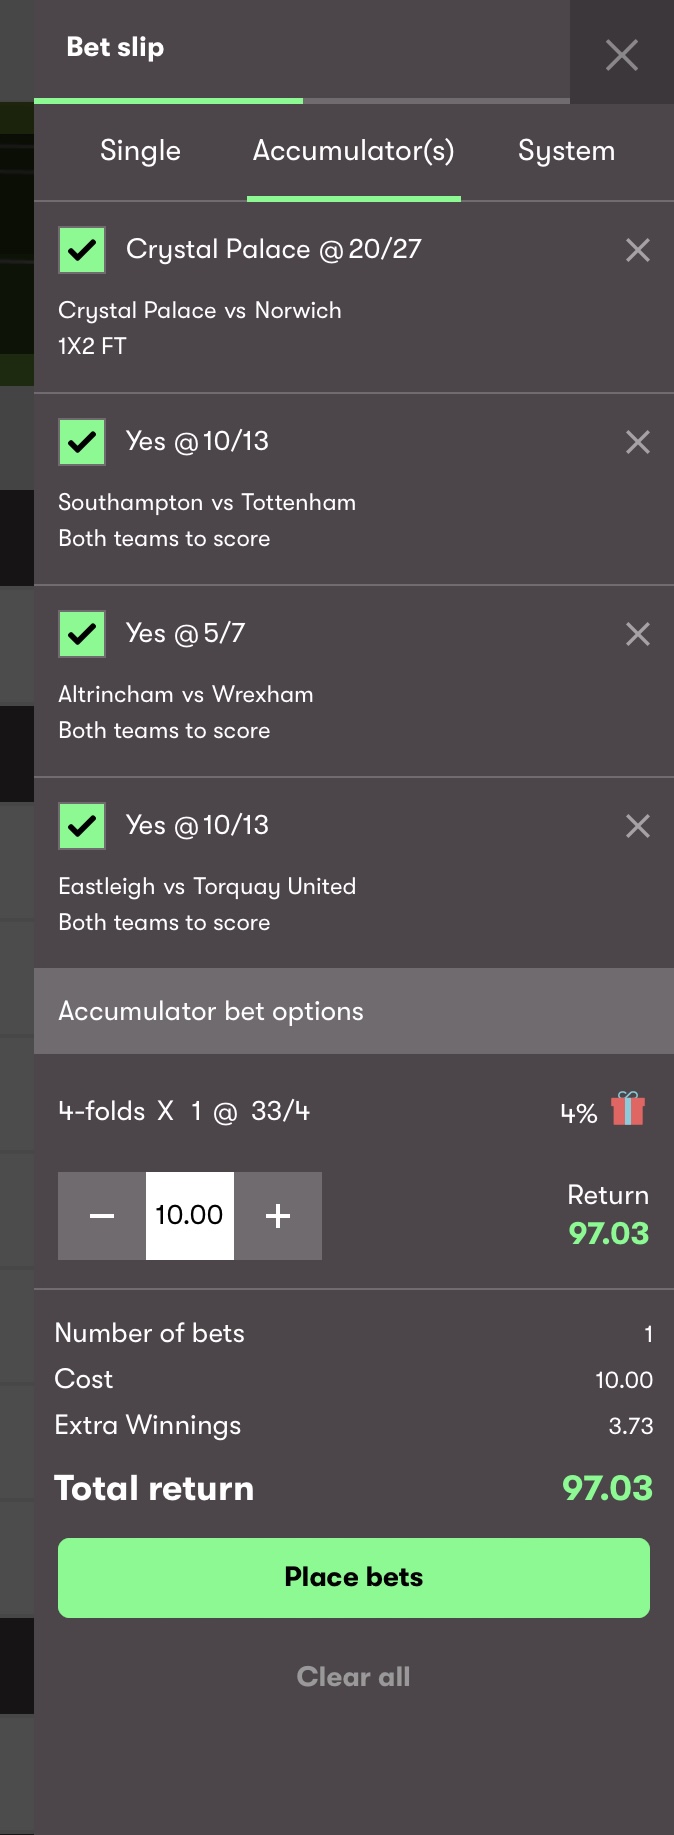 Bet slip
Single Accumulator(s) System
Crystal Palace @ 20/27
Crystal Palace vs Norwich
1X2 FT
Yes @ 10/13
Southampton vs Tottenham
Both teams to score
Yes @ 5/7
Altrincham vs Wrexham
Both teams to score
Yes @ 10/13
Eastleigh vs Torquay United
Both teams to score
Accumulator bet options
4-folds X 1 @ 33/4 4%
10.00 Return
97.03
Number of bets 1
Cost 10.00
Extra Winnings 3.73
Total return 97.03
Place bets
Clear all